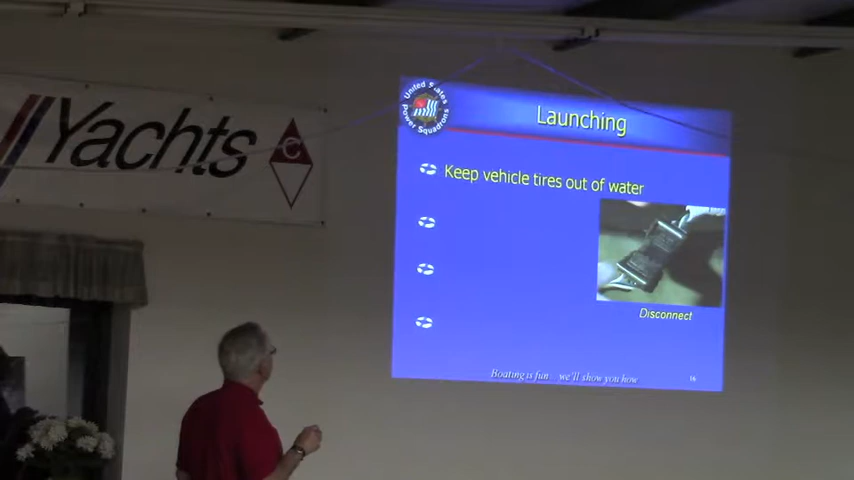 Yachts
C
United States
Power Squadrons
Launching
Keep vehicle tires out of water
Disconnect
Boating is fun... we'll show you how
16